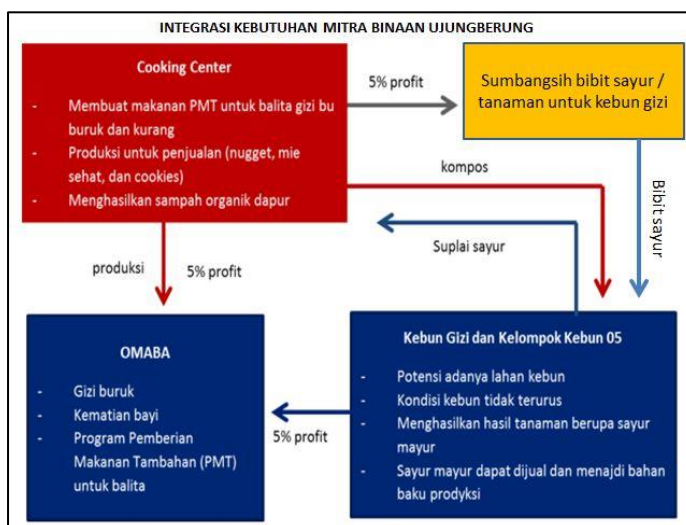 INTEGRASI KEBUTUHAN MITRA BINAAN UJUNGBERUNG
Cooking Center
- Membuat makanan PMT untuk balita gizi bu
buruk dan kurang
- Produksi untuk penjualan (nugget, mie
sehat, dan cookies)
- Menghasilkan sampah organik dapur
5% profit
Sumbangsih bibit sayur /
tanaman untuk kebun gizi
kompos
Bibit sayur
Suplai sayur
produksi
5% profit
OMABA
- Gizi buruk
- Kematian bayi
- Program Pemberian
Makanan Tambahan (PMT)
untuk balita
5% profit
Kebun Gizi dan Kelompok Kebun 05
- Potensi adanya lahan kebun
- Kondisi kebun tidak terurus
- Menghasilkan hasil tanaman berupa sayur
mayur
- Sayur mayur dapat dijual dan menajdi bahan
baku prodyksi